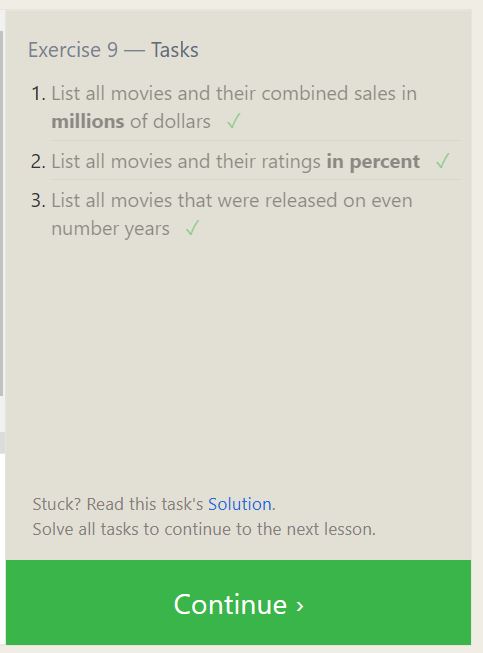 Exercise 9 — Tasks
1. List all movies and their combined sales in
millions of dollars ✓
2. List all movies and their ratings in percent ✓
3. List all movies that were released on even
number years ✓
Stuck? Read this task's Solution.
Solve all tasks to continue to the next lesson.
Continue ›